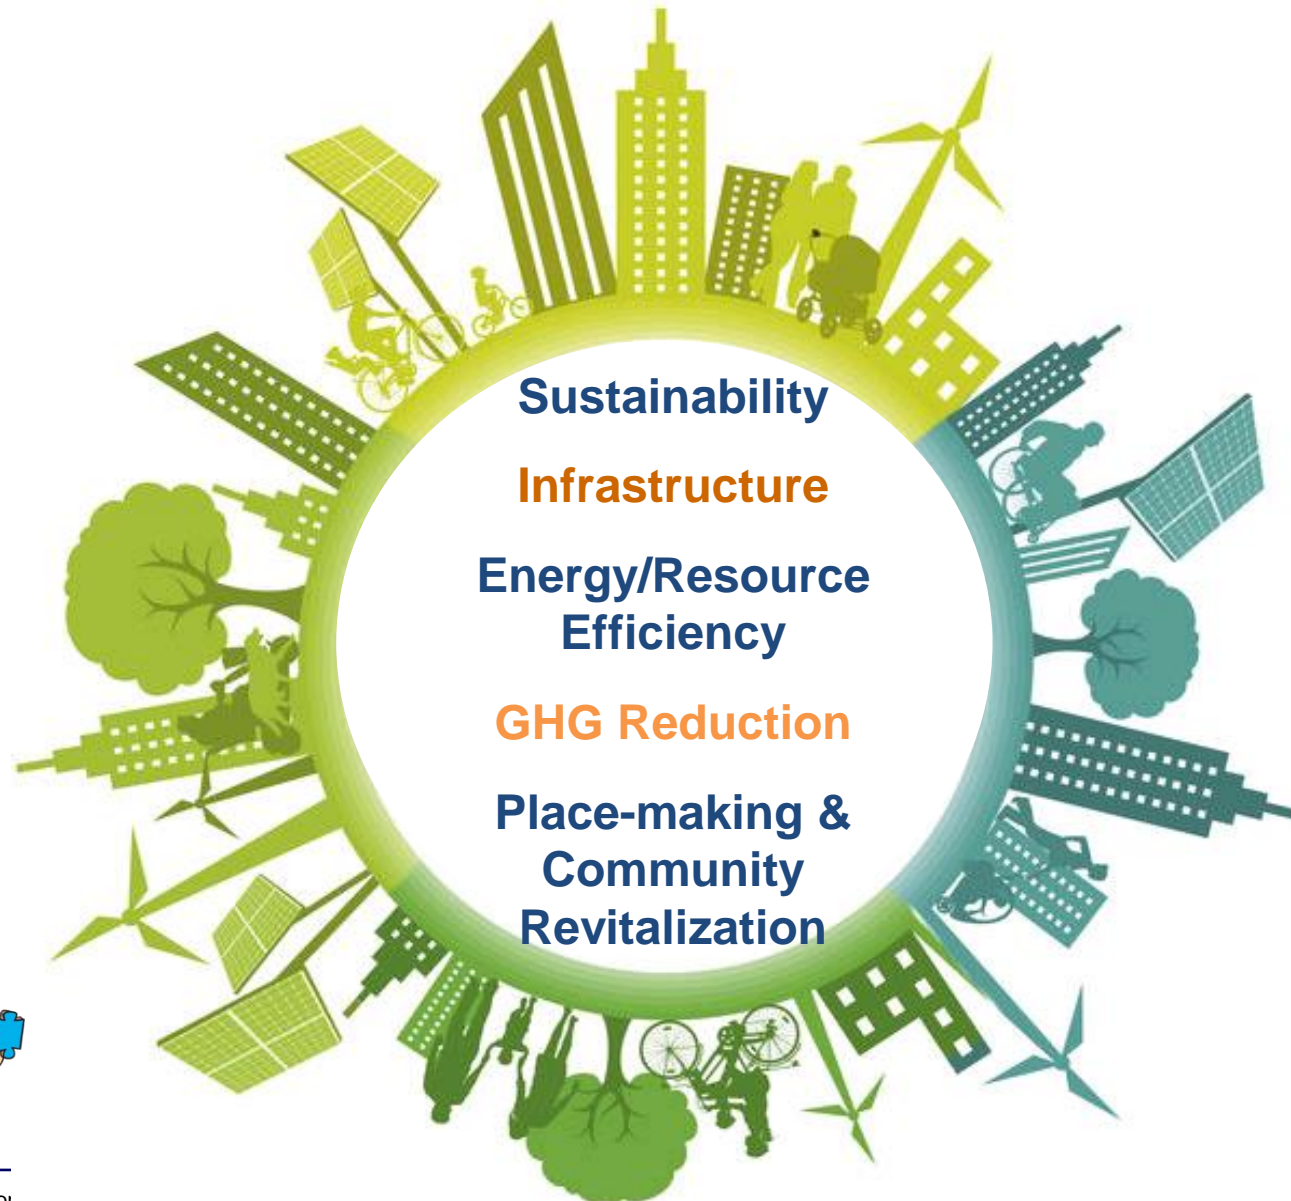 Sustainability
Infrastructure
Energy/Resource
Efficiency
GHG Reduction
Place-making &
Community
Revitalization